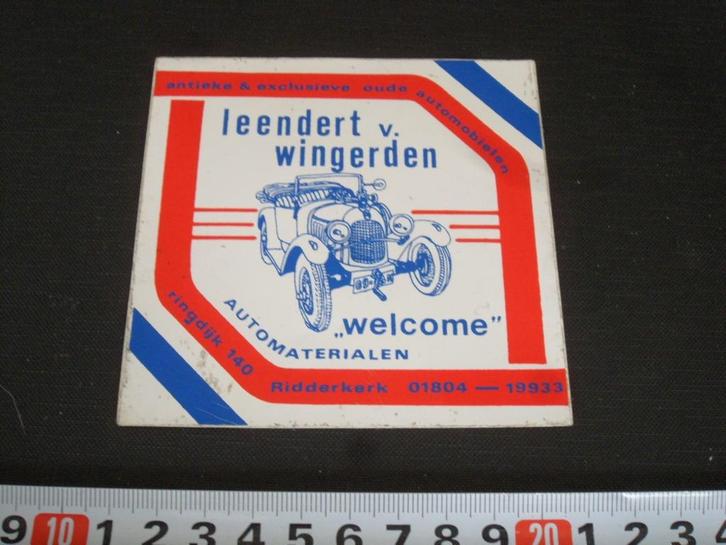 antieke & exclusieve oude automobielen
leendert v.
wingerden
AUTOMATERIALEN
„welcome”
ringdijk 140
Ridderkerk 01804 — 19933
9 10 1 2 3 4 5 6 7 8 9 20 1 2 3 4